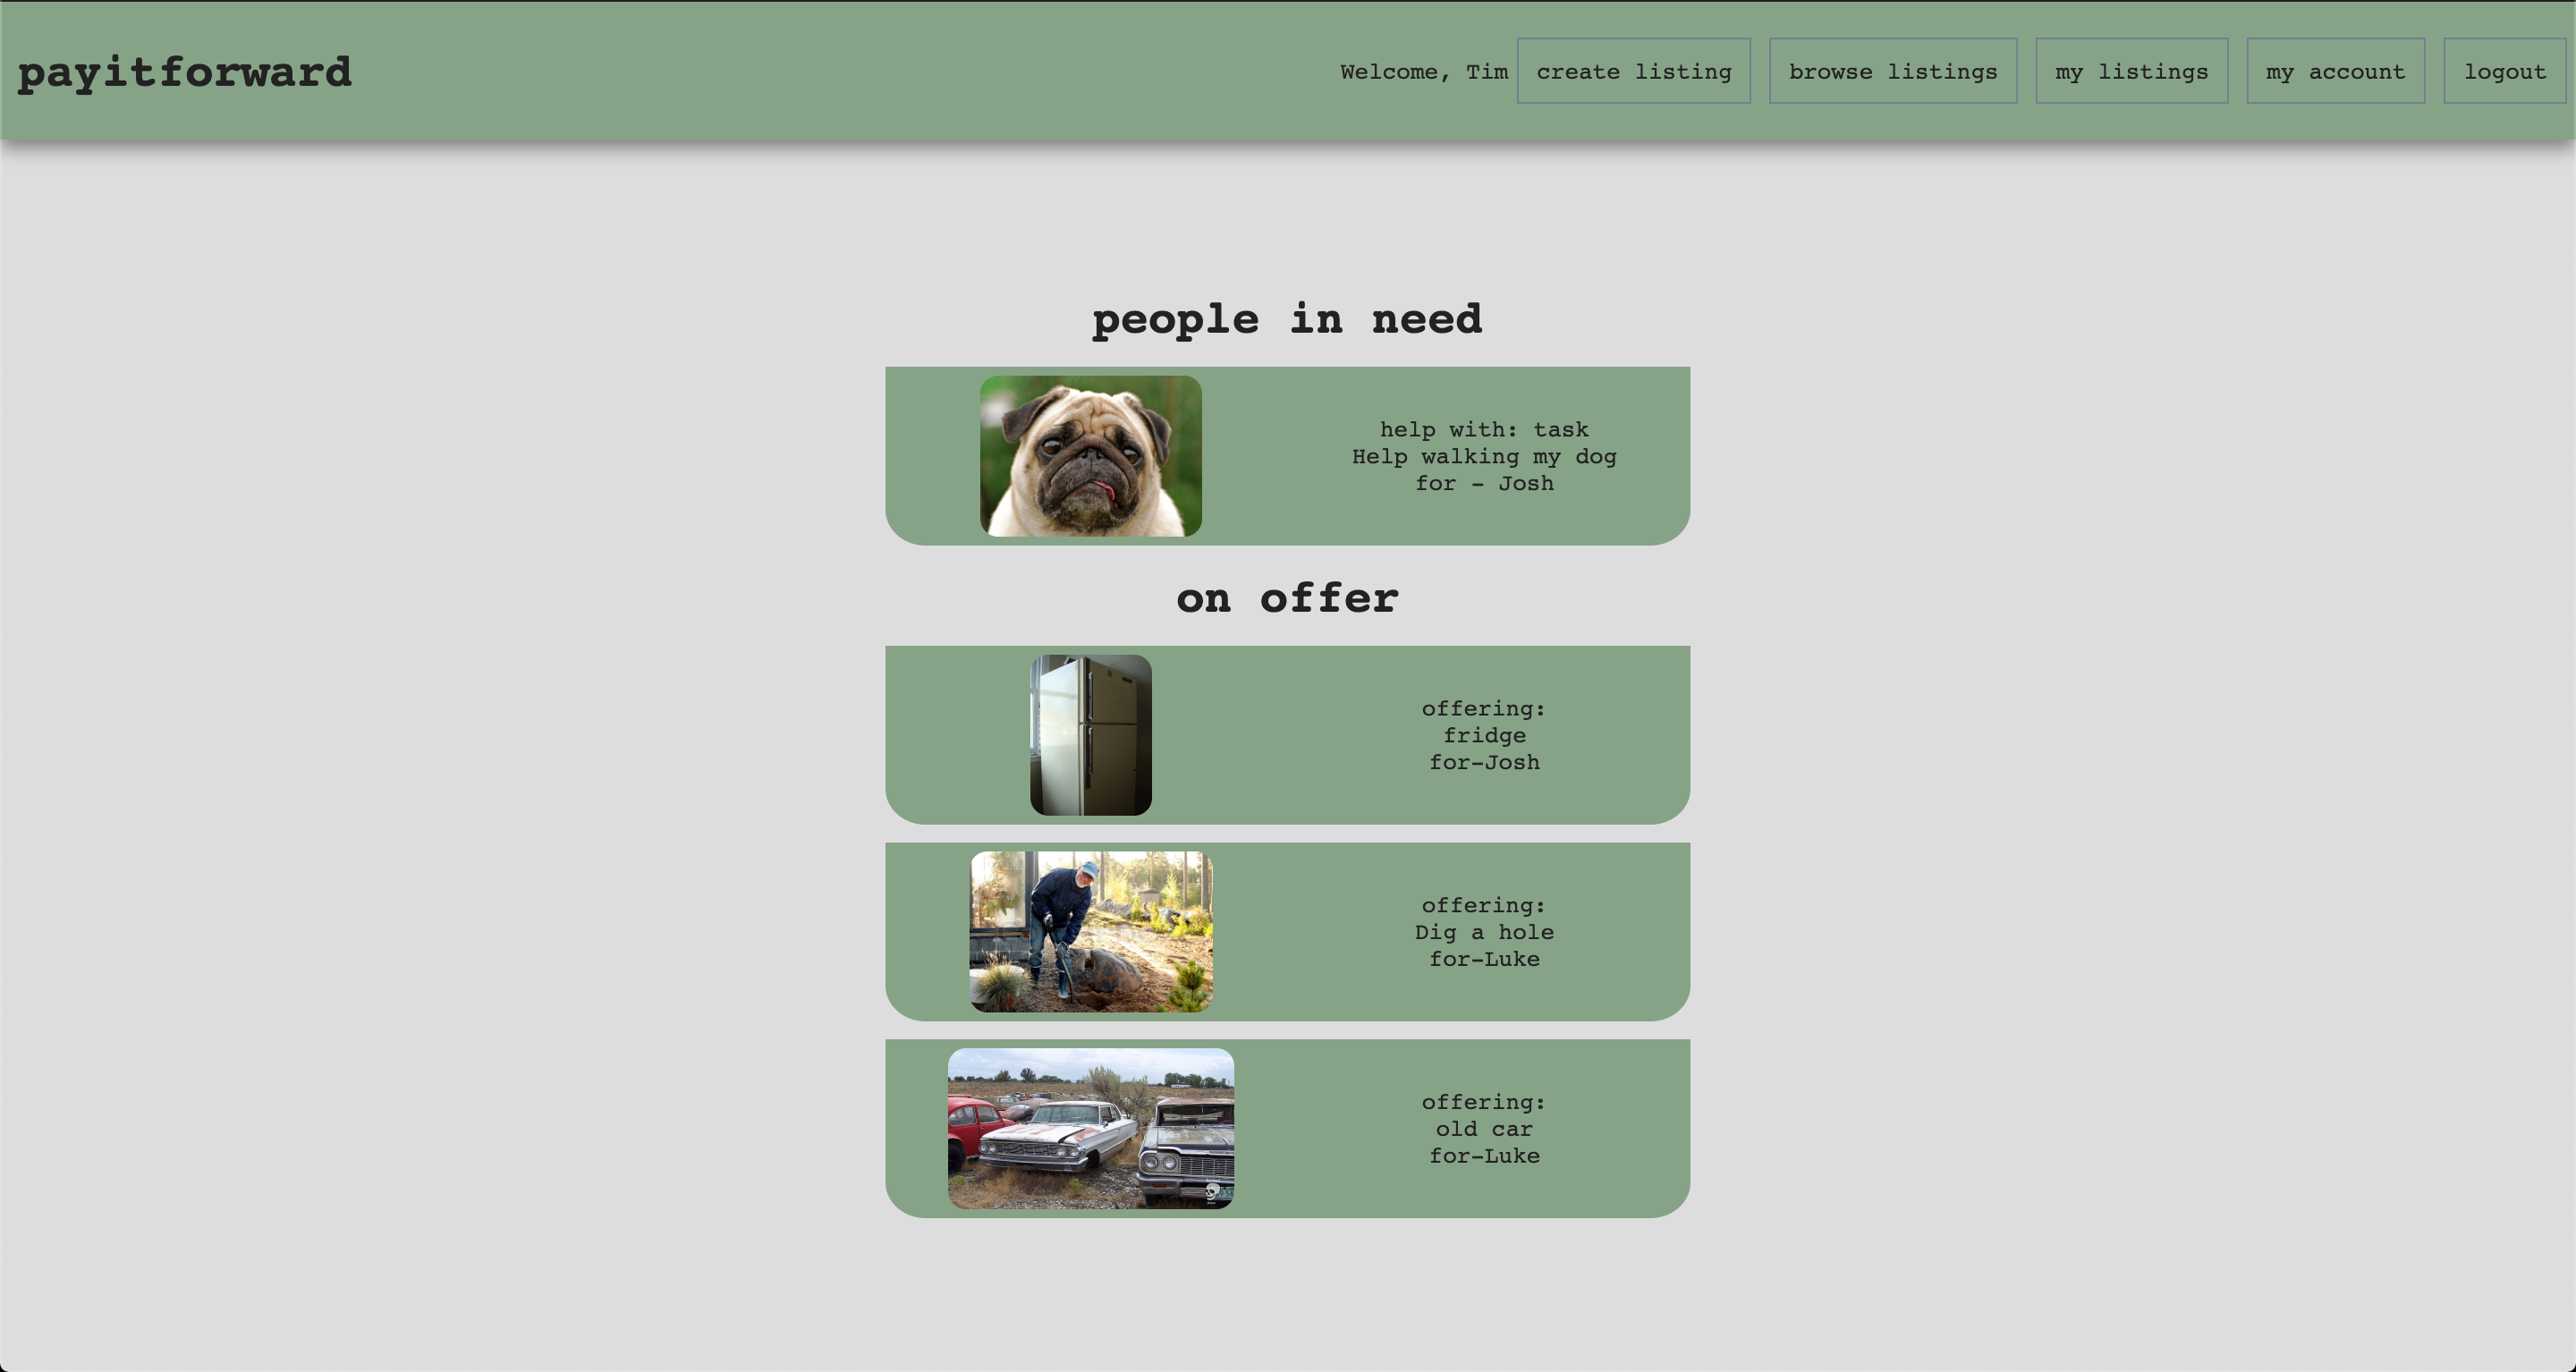 payitforward
Welcome, Tim
create listing
browse listings
my listings
my account
logout
people in need
help with: task
Help walking my dog
for - Josh
on offer
offering:
fridge
for-Josh
offering:
Dig a hole
for-Luke
offering:
old car
for-Luke